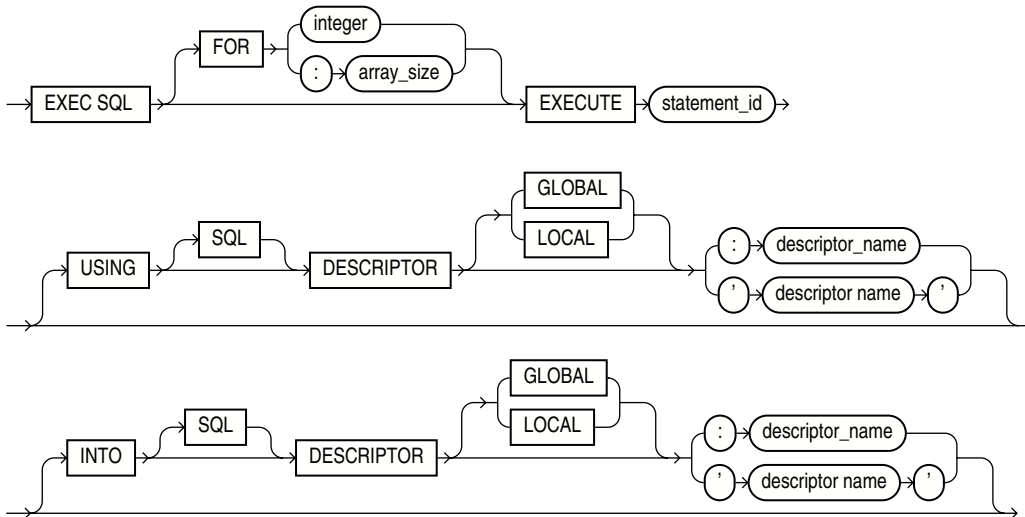 integer
FOR
: array_size
EXEC SQL EXECUTE statement_id
GLOBAL
SQL LOCAL : descriptor_name
USING DESCRIPTOR ' descriptor name '
GLOBAL
SQL LOCAL : descriptor_name
INTO DESCRIPTOR ' descriptor name '